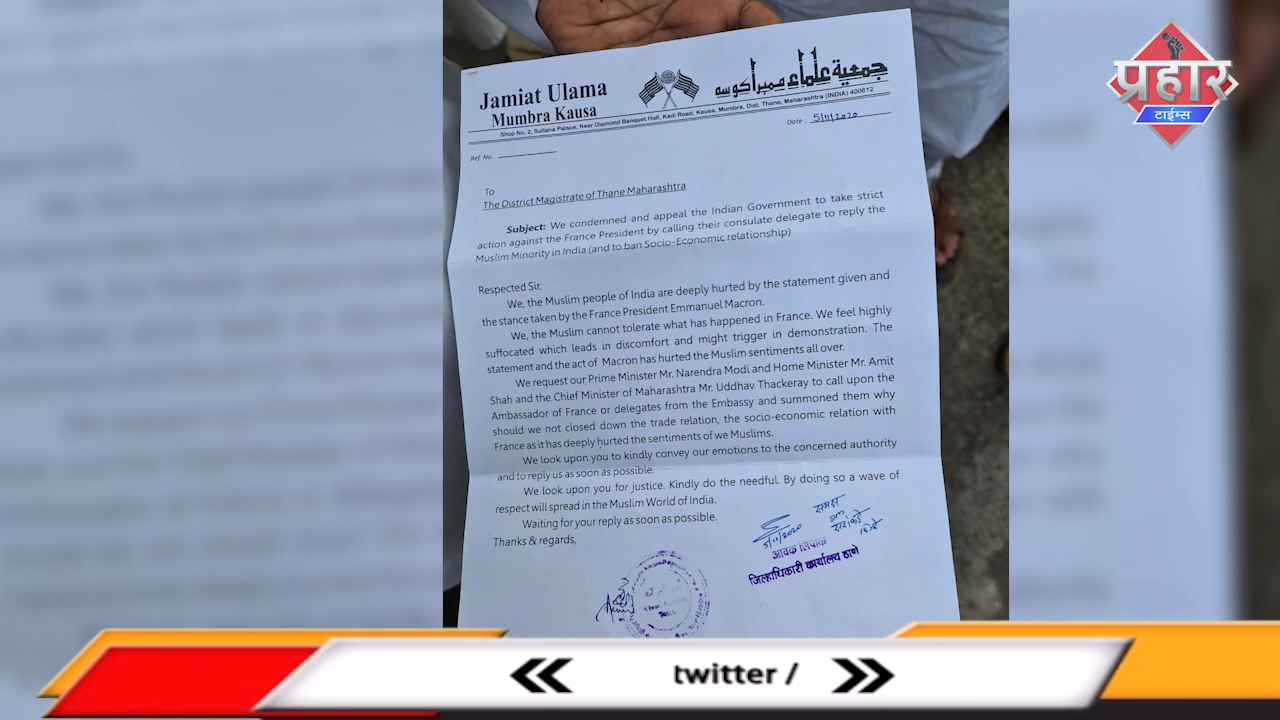 प्रहार
टाईम्स
Jamiat Ulama
Mumbra Kausa
جمعية علماء ممبرا كوسه
Shop No. 2, Sultana Palace, Near Diamond Banquet Hall, Kadi Road, Kausa, Mumbra, Dist. Thane, Maharashtra (INDIA) 400612
Date : 5/11/2020
Ref. No.
To
The District Magistrate of Thane Maharashtra
Subject: We condemned and appeal the Indian Government to take strict
action against the France President by calling their consulate delegate to reply the
Muslim Minority in India (and to ban Socio-Economic relationship)
Respected Sir,
We, the Muslim people of India are deeply hurted by the statement given and
the stance taken by the France President Emmanuel Macron.
We, the Muslim cannot tolerate what has happened in France. We feel highly
suffocated which leads in discomfort and might trigger in demonstration. The
statement and the act of Macron has hurted the Muslim sentiments all over.
We request our Prime Minister Mr. Narendra Modi and Home Minister Mr. Amit
Shah and the Chief Minister of Maharashtra Mr. Uddhav Thackeray to call upon the
Ambassador of France or delegates from the Embassy and summoned them why
should we not closed down the trade relation, the socio-economic relation with
France as it has deeply hurted the sentiments of we Muslims.
We look upon you to kindly convey our emotions to the concerned authority
and to reply us as soon as possible.
We look upon you for justice. Kindly do the needful. By doing so a wave of
respect will spread in the Muslim World of India.
Waiting for your reply as soon as possible.
Thanks & regards,
5/11/2020
आवक लिपीक
जिल्हाधिकारी कार्यालय ठाणे
twitter /